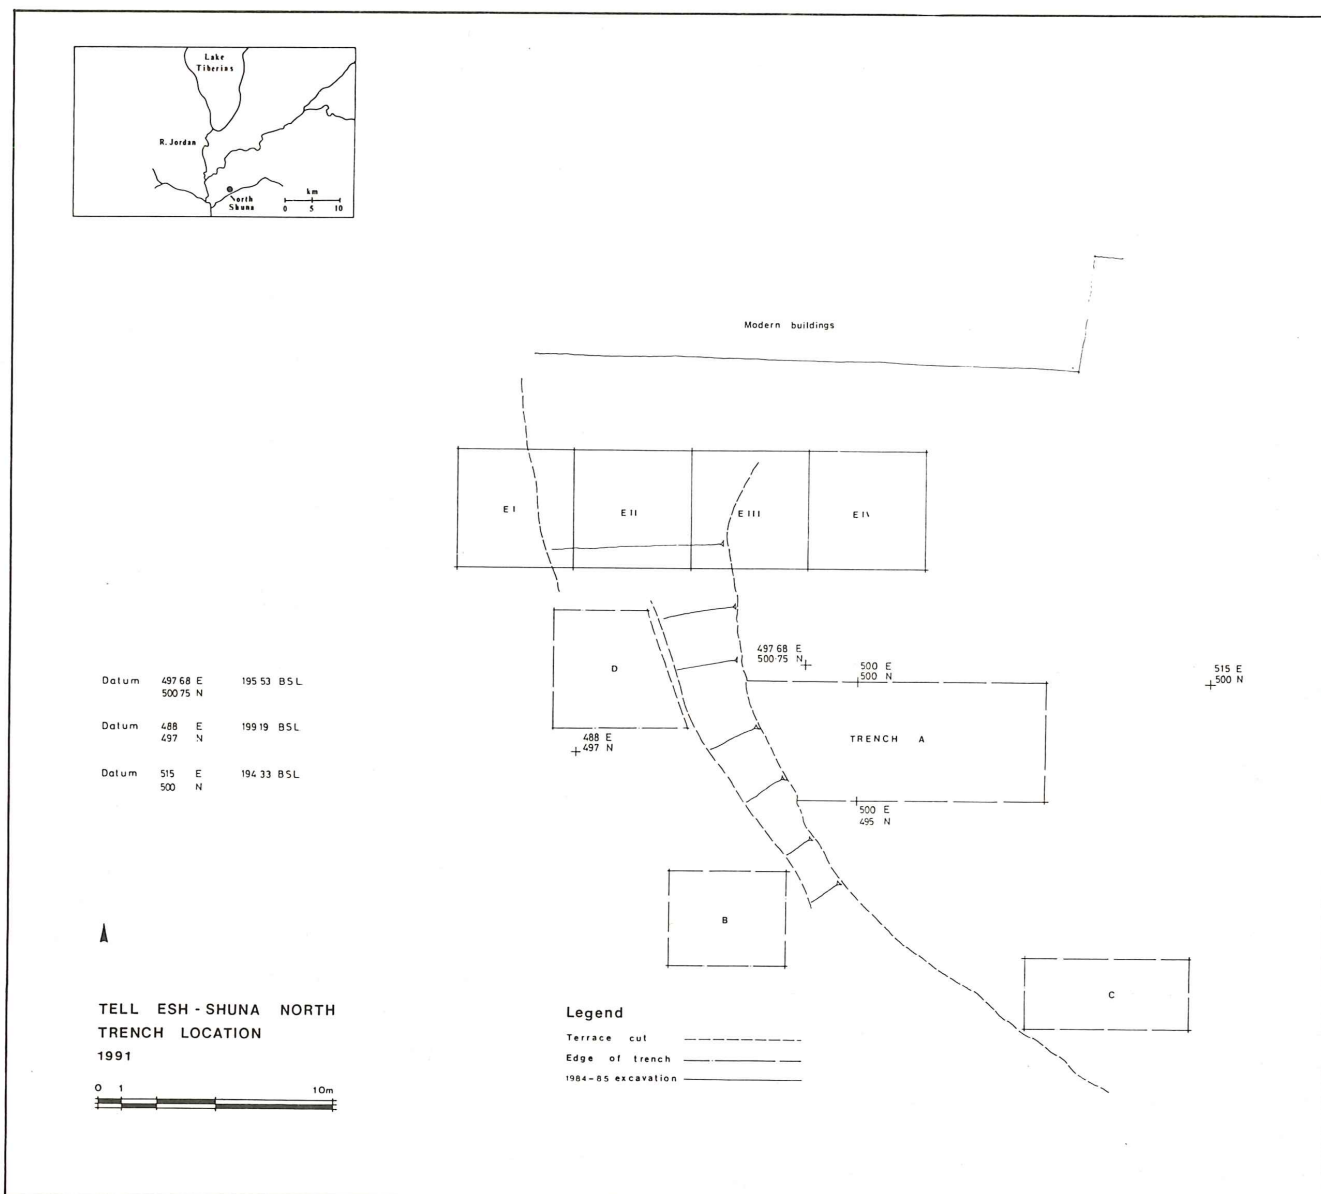 Lake
Tiberias
R. Jordan
North
Shuna
km
0 5 10
Modern buildings
E I
E II
E III
E IV
D
497 68 E
500·75 N
500 E
500 N
515 E
500 N
Datum 497 68 E 195 53 BSL
500 75 N
Datum 488 E 199 19 BSL
497 N
Datum 515 E 194 33 BSL
500 N
488 E
497 N
TRENCH A
500 E
495 N
B
C
TELL ESH - SHUNA NORTH
TRENCH LOCATION
1991
0 1 10m
Legend
Terrace cut
Edge of trench
1984-85 excavation